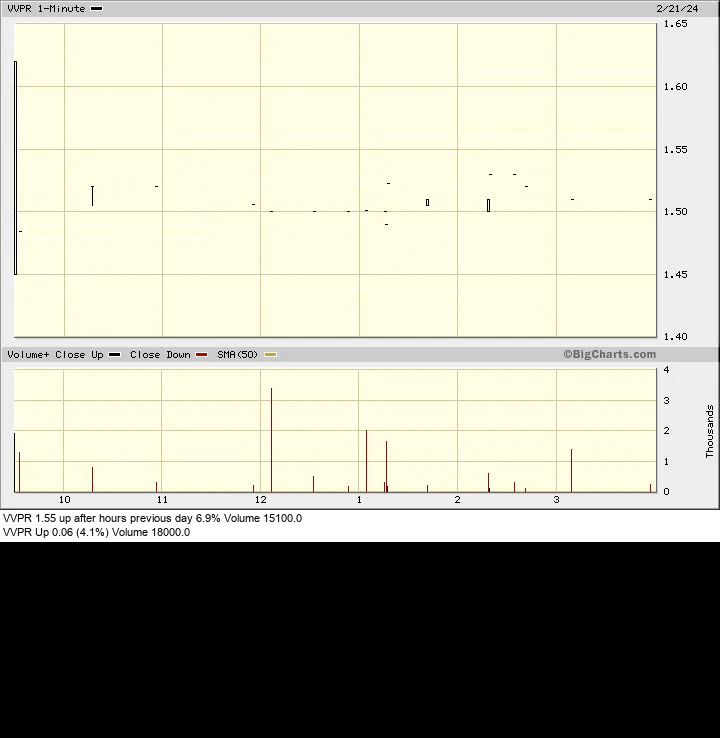 VVPR 1-Minute 2/21/24
1.65
1.60
1.55
1.50
1.45
1.40
Volume+ Close Up Close Down SMA(50) ©BigCharts.com
4
3
2
1
0
Thousands
10 11 12 1 2 3
VVPR 1.55 up after hours previous day 6.9% Volume 15100.0
VVPR Up 0.06 (4.1%) Volume 18000.0